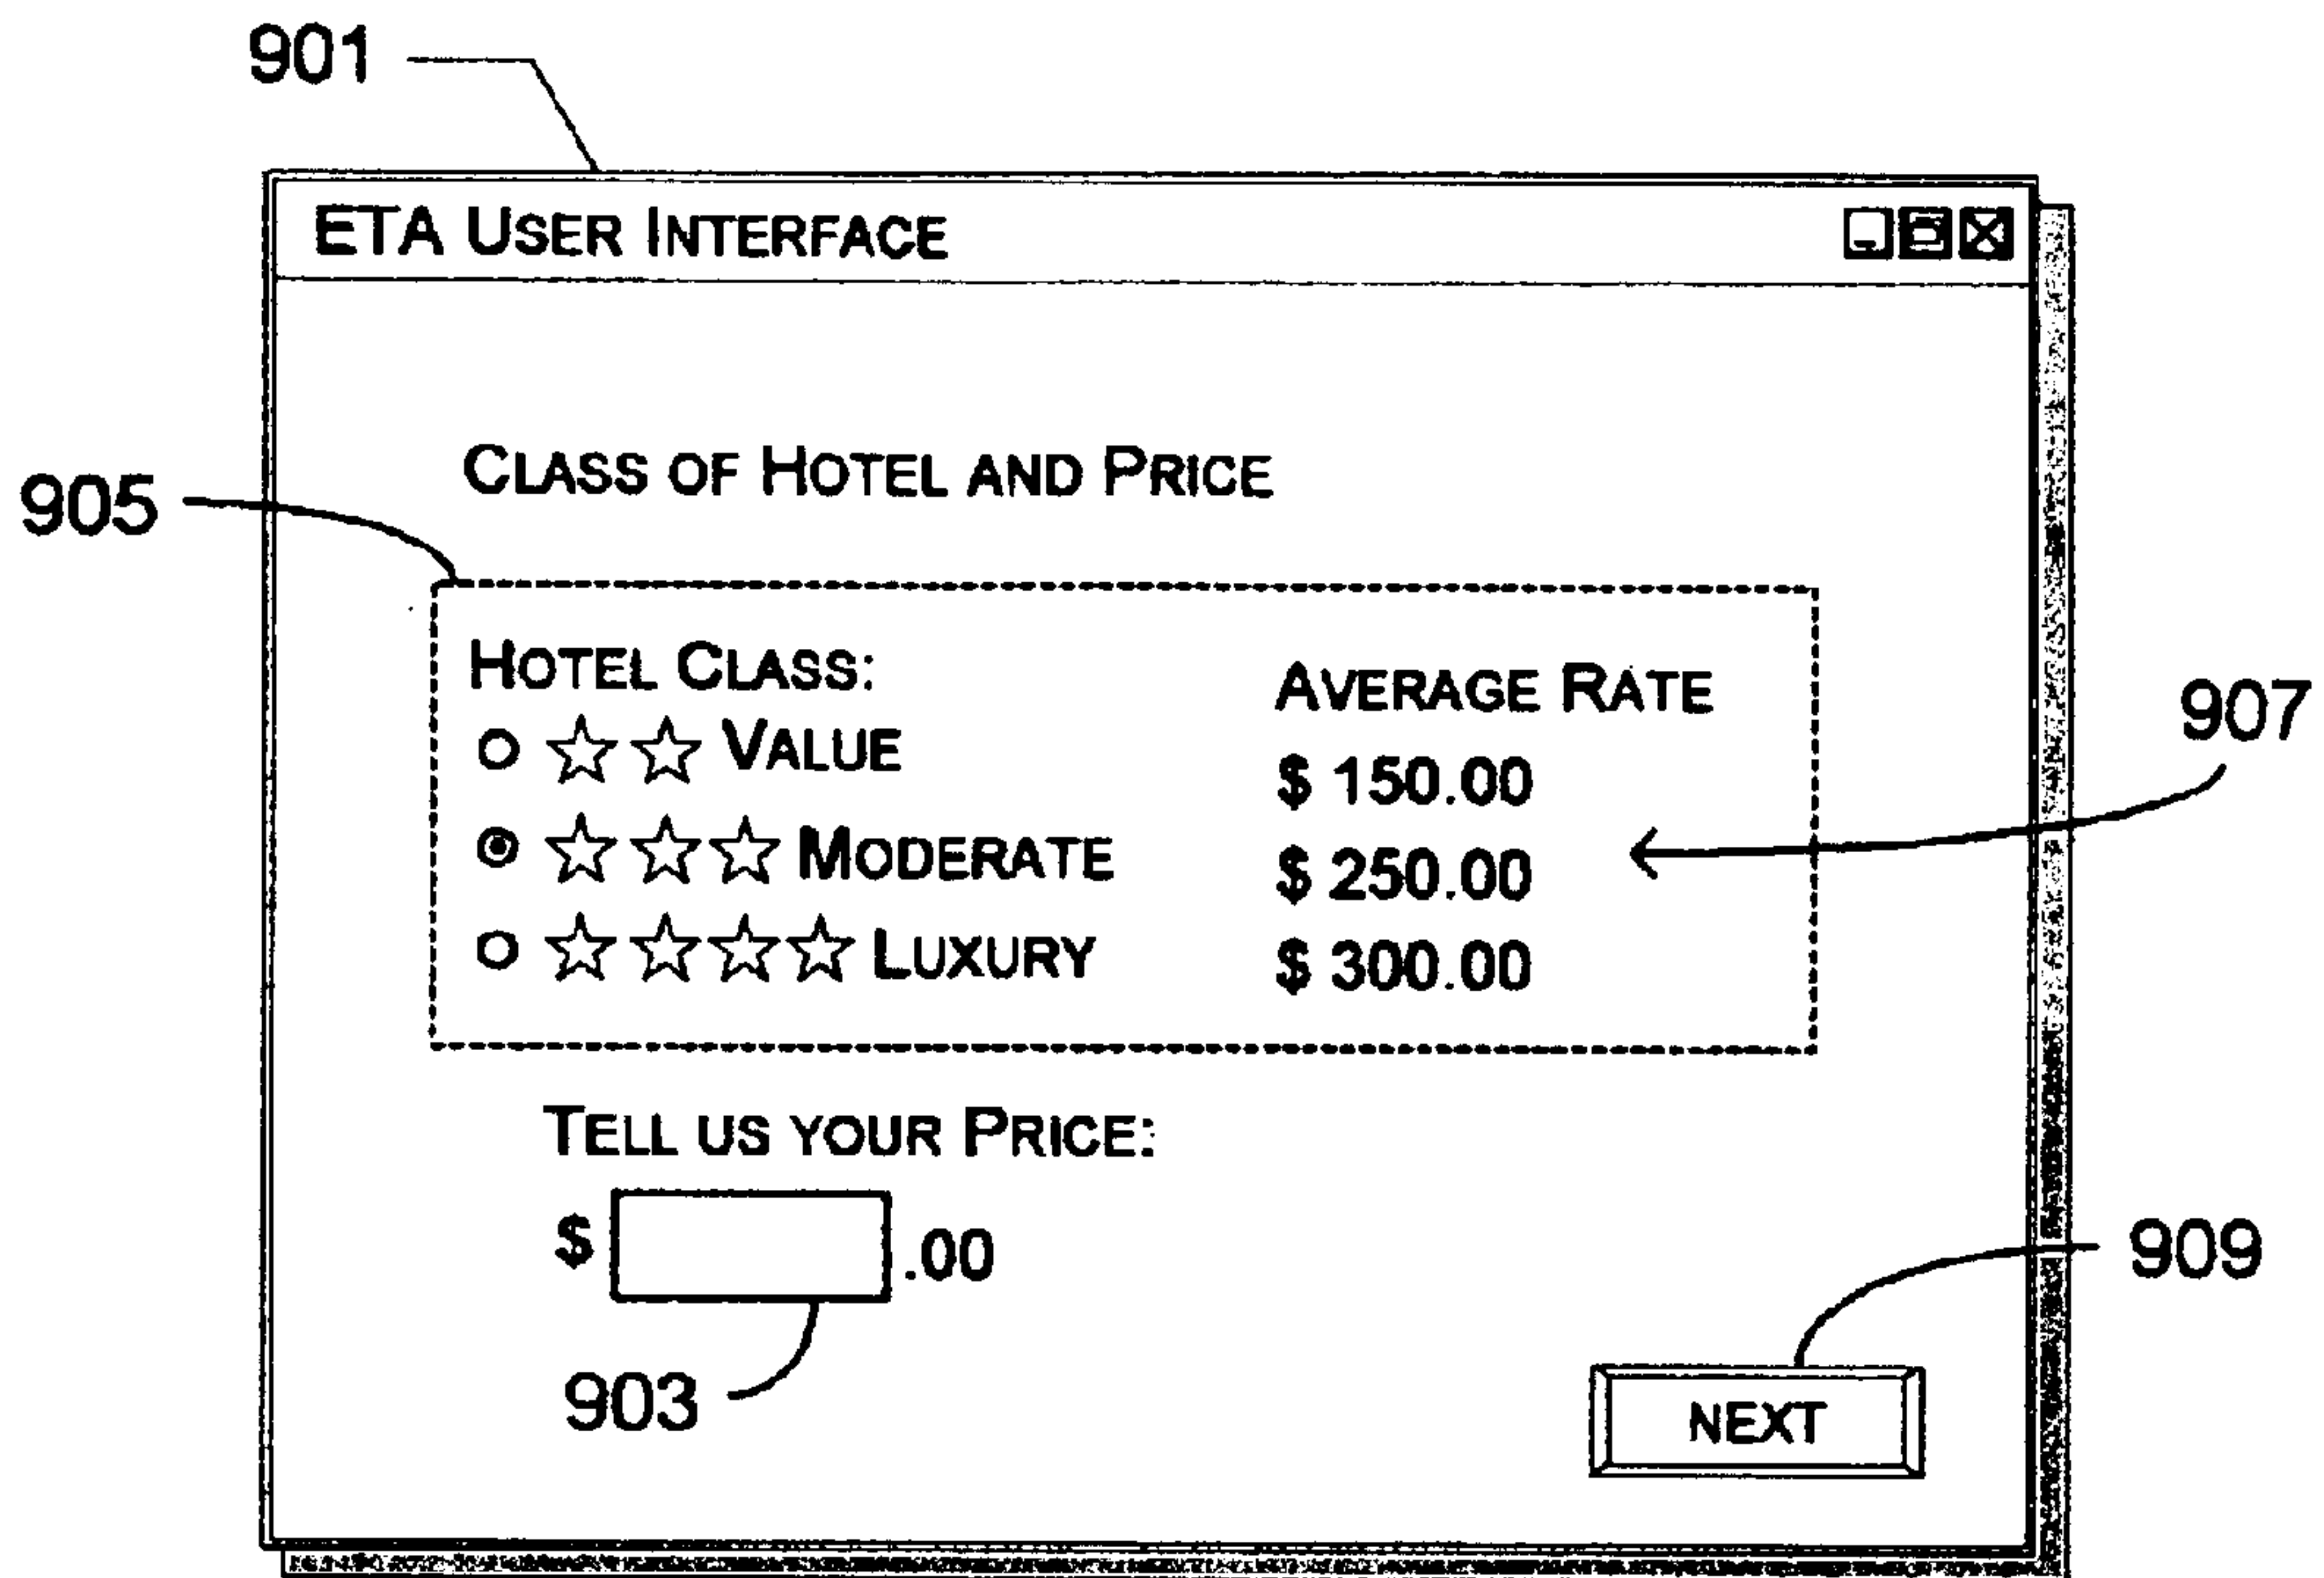 901
ETA USER INTERFACE
CLASS OF HOTEL AND PRICE
905
HOTEL CLASS:
AVERAGE RATE
907
VALUE
$ 150.00
MODERATE
$ 250.00
LUXURY
$ 300.00
TELL US YOUR PRICE:
$ .00
909
903
NEXT